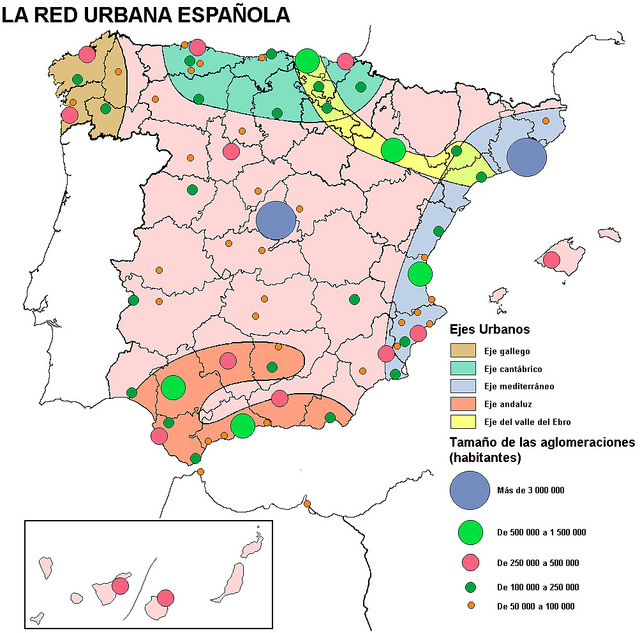 LA RED URBANA ESPAÑOLA
Ejes Urbanos
Eje gallego
Eje cantábrico
Eje mediterráneo
Eje andaluz
Eje del valle del Ebro
Tamaño de las aglomeraciones
(habitantes)
Más de 3 000 000
De 500 000 a 1 500 000
De 250 000 a 500 000
De 100 000 a 250 000
De 50 000 a 100 000